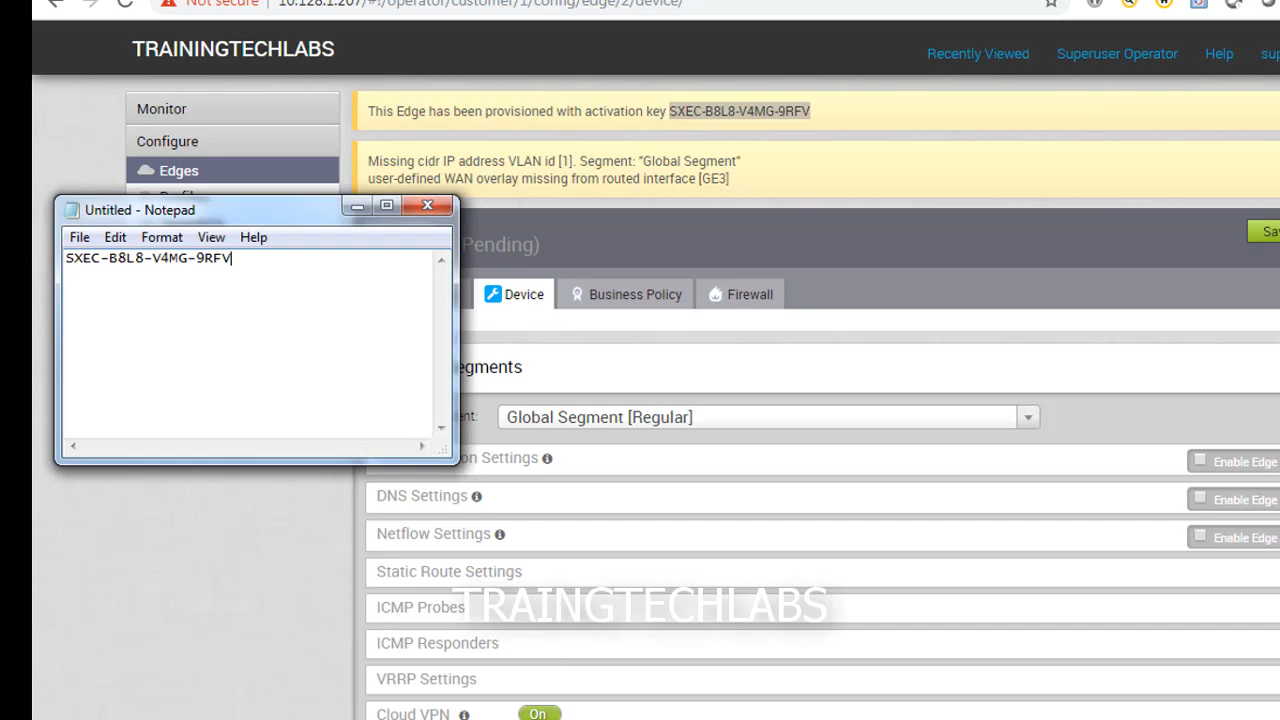 Not secure 10.128.1.207/#!/operator/customer/1/config/edge/2/device/
TRAININGTECHLABS
Recently Viewed Superuser Operator Help
Monitor
Configure
Edges
This Edge has been provisioned with activation key SXEC-B8L8-V4MG-9RFV
Missing cidr IP address VLAN id [1]. Segment: "Global Segment"
user-defined WAN overlay missing from routed interface [GE3]
Untitled - Notepad
File Edit Format View Help
SXEC-B8L8-V4MG-9RFV
Pending)
Device Business Policy Firewall
egments
Global Segment [Regular]
on Settings
Enable Edge
DNS Settings
Enable Edge
Netflow Settings
Enable Edge
Static Route Settings
TRAINGTECHLABS
ICMP Probes
ICMP Responders
VRRP Settings
Cloud VPN On